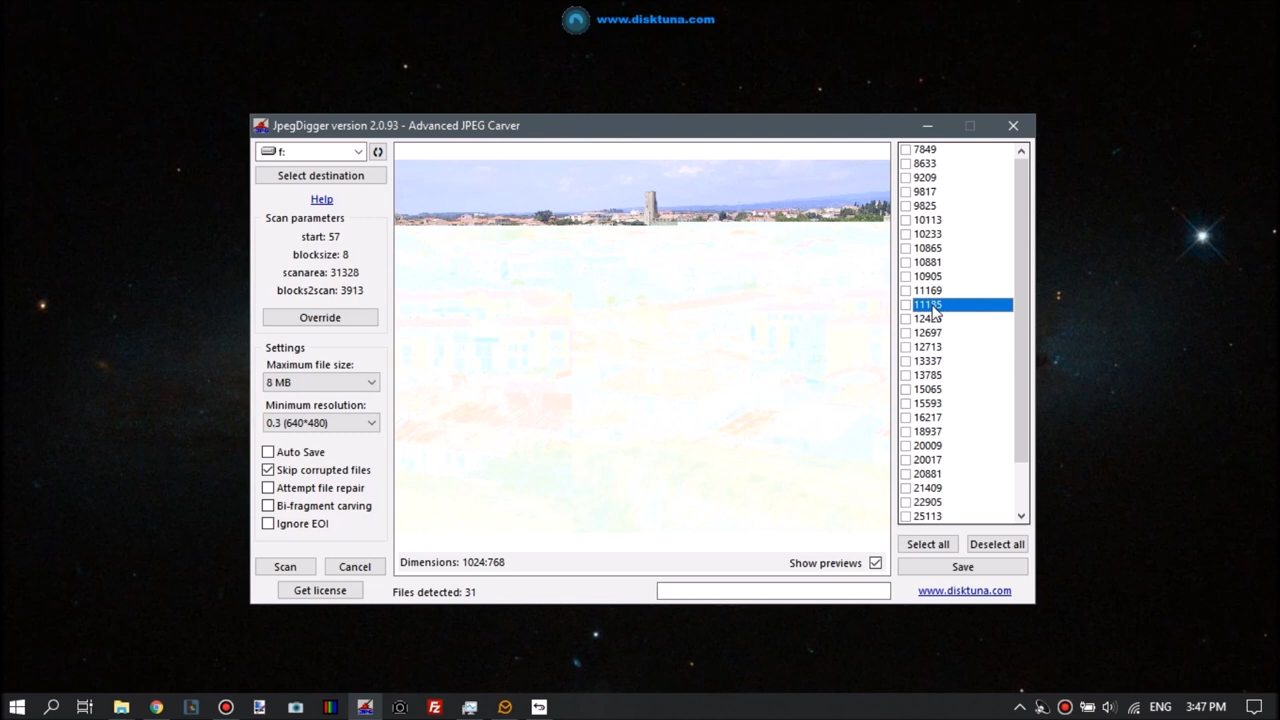 www.disktuna.com
JpegDigger version 2.0.93 - Advanced JPEG Carver
f:
Select destination
Help
Scan parameters
start: 57
blocksize: 8
scanarea: 31328
blocks2scan: 3913
Override
Settings
Maximum file size:
8 MB
Minimum resolution:
0.3 (640*480)
Auto Save
Skip corrupted files
Attempt file repair
Bi-fragment carving
Ignore EOI
Scan
Cancel
Get license
Dimensions: 1024:768
Show previews
Files detected: 31
7849
8633
9209
9817
9825
10113
10233
10865
10881
10905
11169
11185
12697
12713
13337
13785
15065
15593
16217
18937
20009
20017
20881
21409
22905
25113
Select all
Deselect all
Save
www.disktuna.com
ENG
3:47 PM